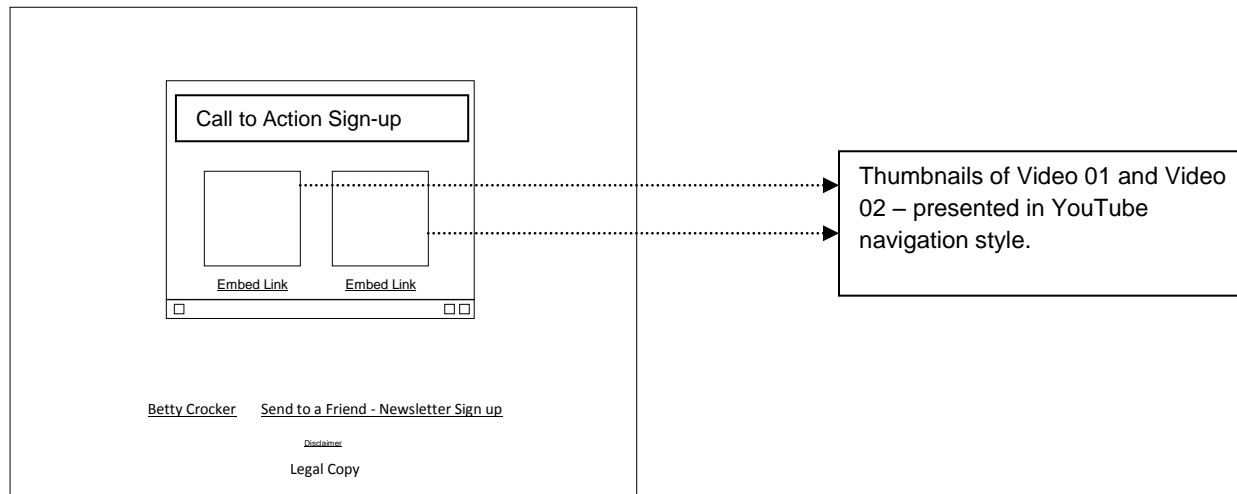 Call to Action Sign-up
Thumbnails of Video 01 and Video
02 – presented in YouTube
navigation style.
Embed Link Embed Link
Betty Crocker Send to a Friend - Newsletter Sign up
Disclaimer
Legal Copy